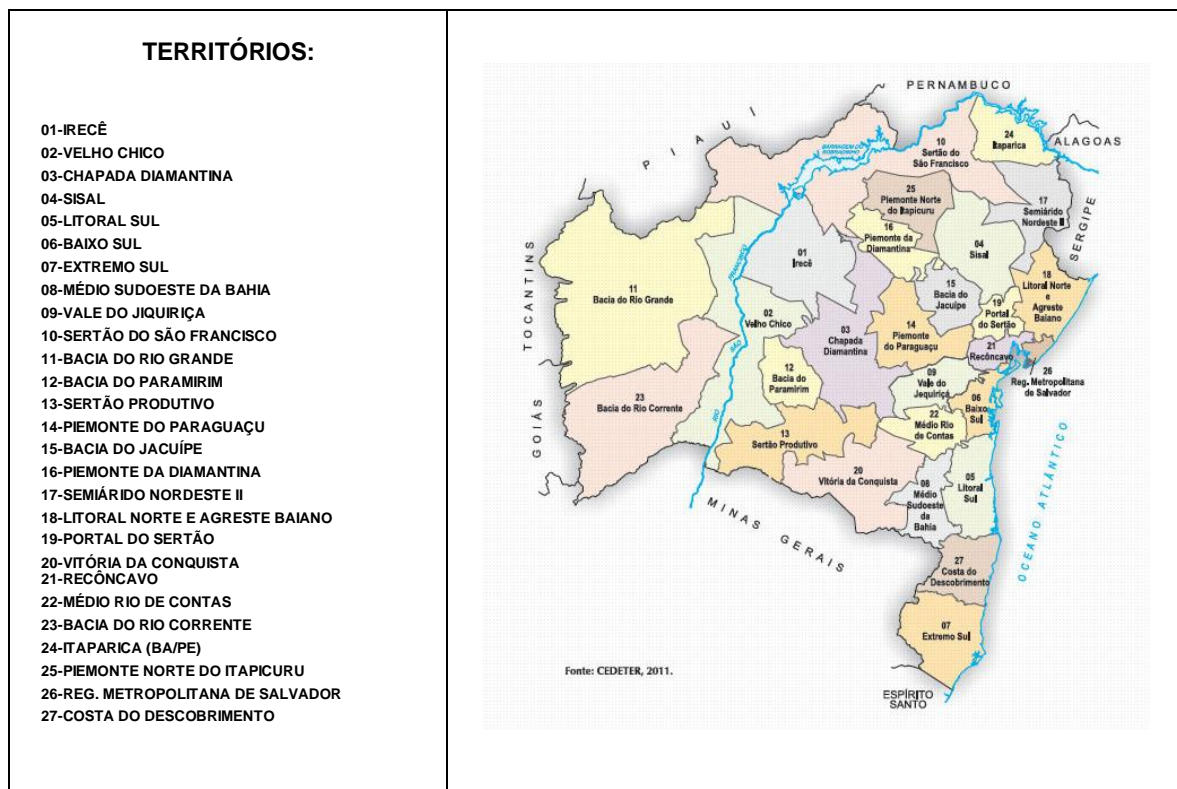 TERRITÓRIOS:
01-IRECÊ
02-VELHO CHICO
03-CHAPADA DIAMANTINA
04-SISAL
05-LITORAL SUL
06-BAIXO SUL
07-EXTREMO SUL
08-MÉDIO SUDOESTE DA BAHIA
09-VALE DO JIQUIRIÇA
10-SERTÃO DO SÃO FRANCISCO
11-BACIA DO RIO GRANDE
12-BACIA DO PARAMIRIM
13-SERTÃO PRODUTIVO
14-PIEMONTE DO PARAGUAÇU
15-BACIA DO JACUÍPE
16-PIEMONTE DA DIAMANTINA
17-SEMIÁRIDO NORDESTE II
18-LITORAL NORTE E AGRESTE BAIANO
19-PORTAL DO SERTÃO
20-VITÓRIA DA CONQUISTA
21-RECÔNCAVO
22-MÉDIO RIO DE CONTAS
23-BACIA DO RIO CORRENTE
24-ITAPARICA (BA/PE)
25-PIEMONTE NORTE DO ITAPICURU
26-REG. METROPOLITANA DE SALVADOR
27-COSTA DO DESCOBRIMENTO
PERNAMBUCO
PIAUI
ALAGOAS
SERGIPE
TOCANTINS
GOIÁS
MINAS GERAIS
ESPÍRITO
SANTO
OCEANO ATLÂNTICO
BARRAGEM DO
SOBRADINHO
RIO SÃO FRANCISCO
24
Itaparica
10
Sertão do
São Francisco
25
Piemonte Norte
do Itapicuru
17
Semiárido
Nordeste II
16
Piemonte da
Diamantina
04
Sisal
01
Irecê
18
Litoral Norte
e
Agreste
Baiano
11
Bacia do Rio Grande
15
Bacia do
Jacuípe
19
Portal
do Sertão
02
Velho Chico
03
Chapada
Diamantina
14
Piemonte
do Paraguaçu
21
Recôncavo
26
Reg. Metropolitana
de Salvador
12
Bacia do
Paramirim
09
Vale do
Jequiriçá
06
Baixo
Sul
23
Bacia do Rio Corrente
22
Médio Rio
de Contas
13
Sertão Produtivo
20
Vitória da Conquista
08
Médio
Sudoeste
da
Bahia
05
Litoral
Sul
27
Costa do
Descobrimento
07
Extremo Sul
Fonte: CEDETER, 2011.